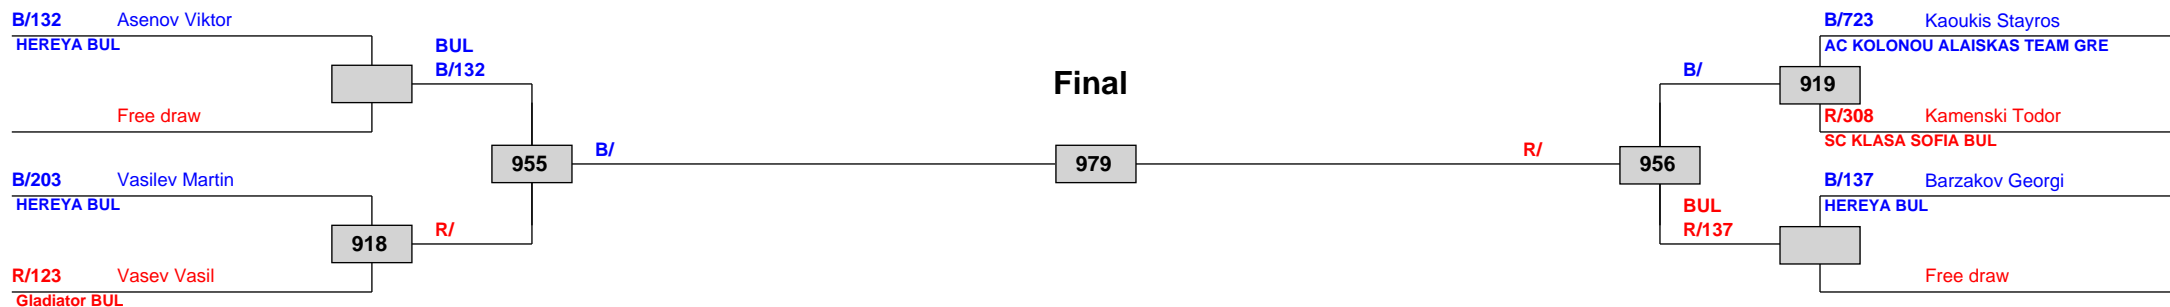 B/132 Asenov Viktor
HEREYA BUL
BUL
B/132
Free draw
955
B/
B/203 Vasilev Martin
HEREYA BUL
918
R/
R/123 Vasev Vasil
Gladiator BUL
Final
979
B/723 Kaoukis Stayros
AC KOLONOU ALAISKAS TEAM GRE
B/
919
R/308 Kamenski Todor
SC KLASA SOFIA BUL
R/
956
B/137 Barzakov Georgi
HEREYA BUL
BUL
R/137
Free draw